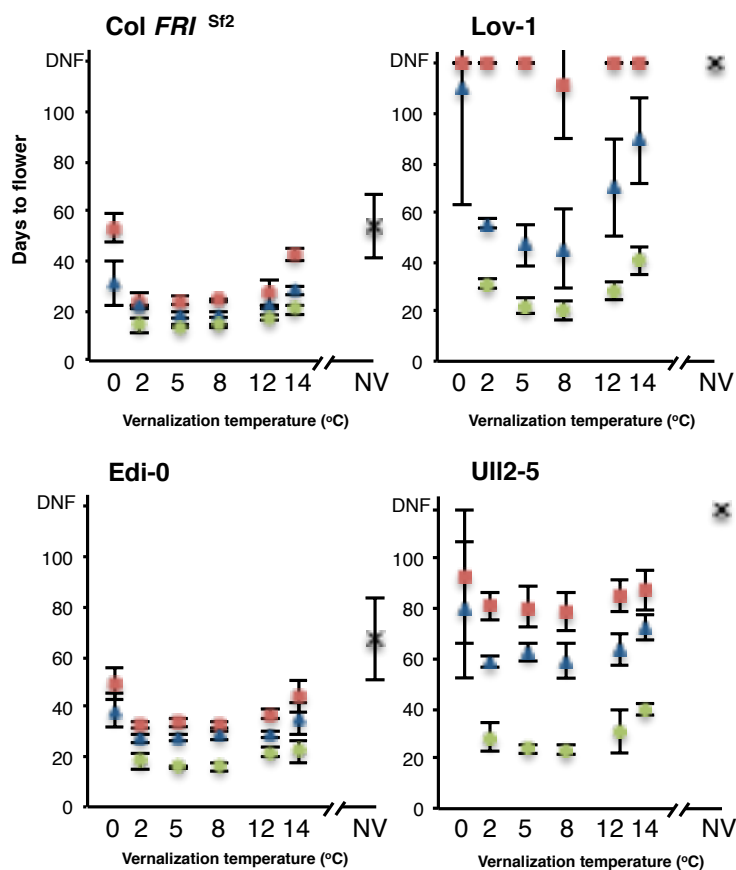 Col FRI Sf2
DNF
100
80
60
40
20
0
Days to flower
0 2 5 8 12 14 NV
Vernalization temperature (ºC)
Lov-1
DNF
100
80
60
40
20
0
0 2 5 8 12 14 NV
Vernalization temperature (ºC)
Edi-0
DNF
100
80
60
40
20
0
0 2 5 8 12 14 NV
Vernalization temperature (ºC)
Ull2-5
DNF
100
80
60
40
20
0
0 2 5 8 12 14 NV
Vernalization temperature (ºC)